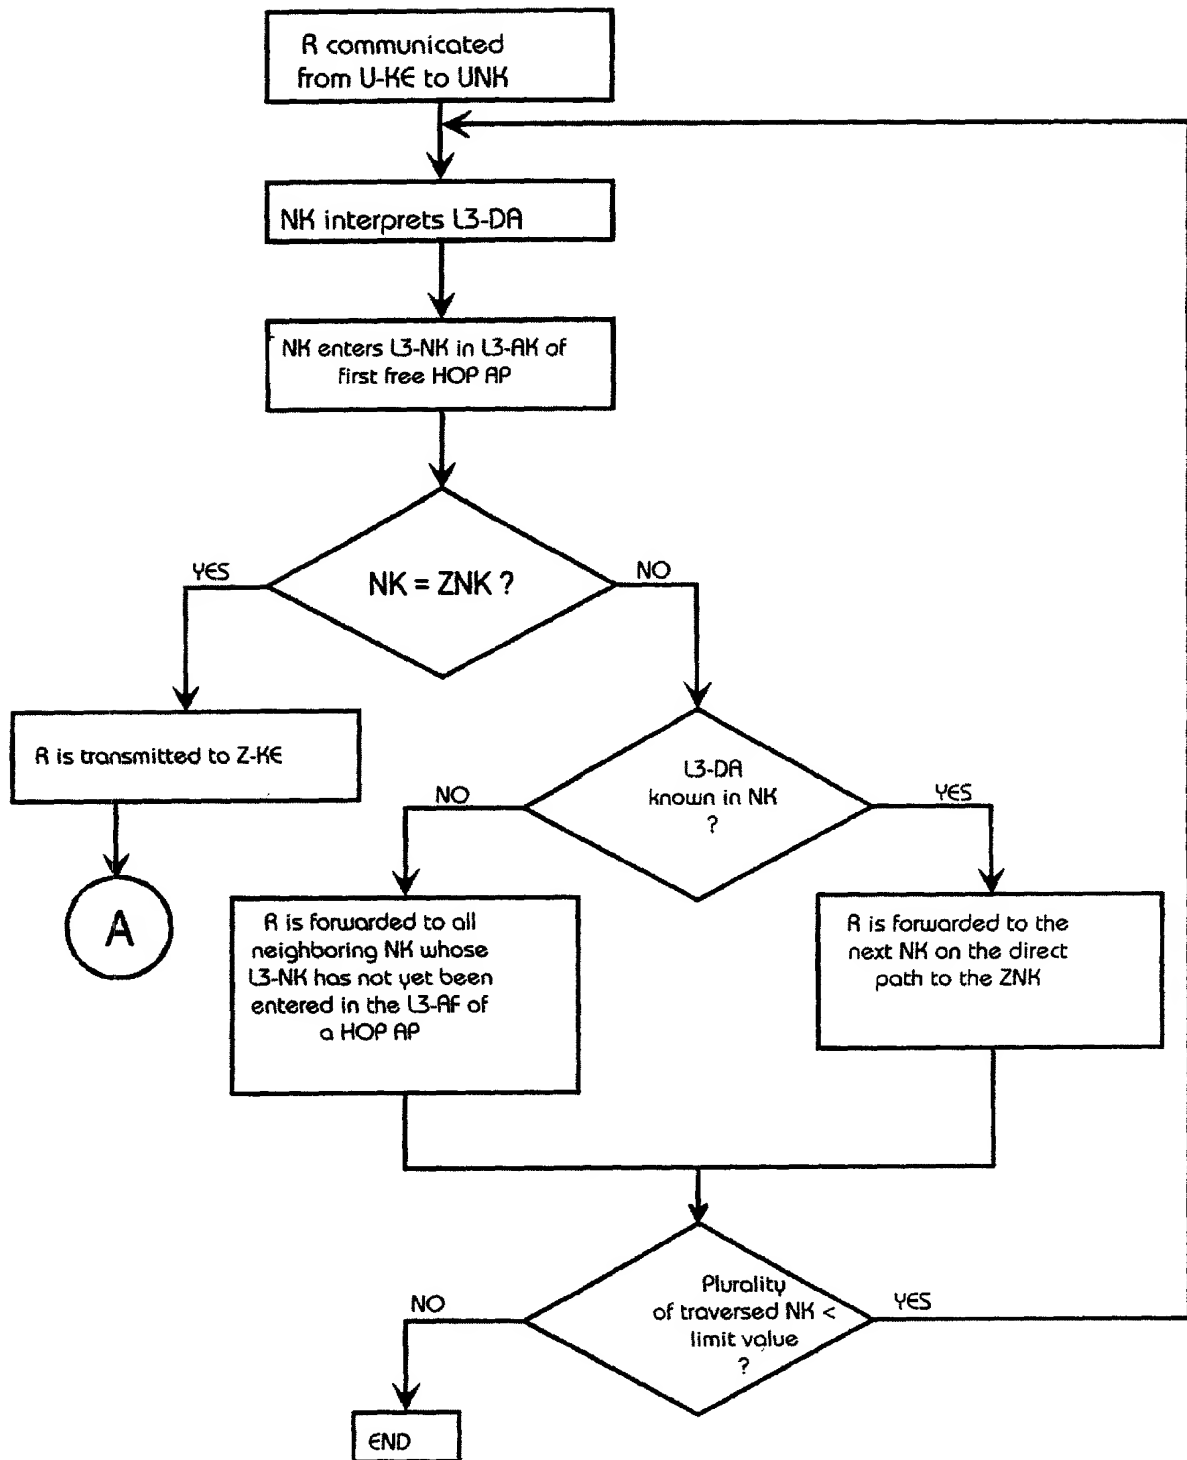 R communicated
from U-KE to UNK
NK interprets L3-DA
NK enters L3-NK in L3-AK of
first free HOP AP
YES
NK = ZNK ?
NO
R is transmitted to Z-KE
L3-DA
known in NK
?
NO
YES
A
R is forwarded to all
neighboring NK whose
L3-NK has not yet been
entered in the L3-AF of
a HOP AP
R is forwarded to the
next NK on the direct
path to the ZNK
Plurality
of traversed NK <
limit value
?
NO
YES
END